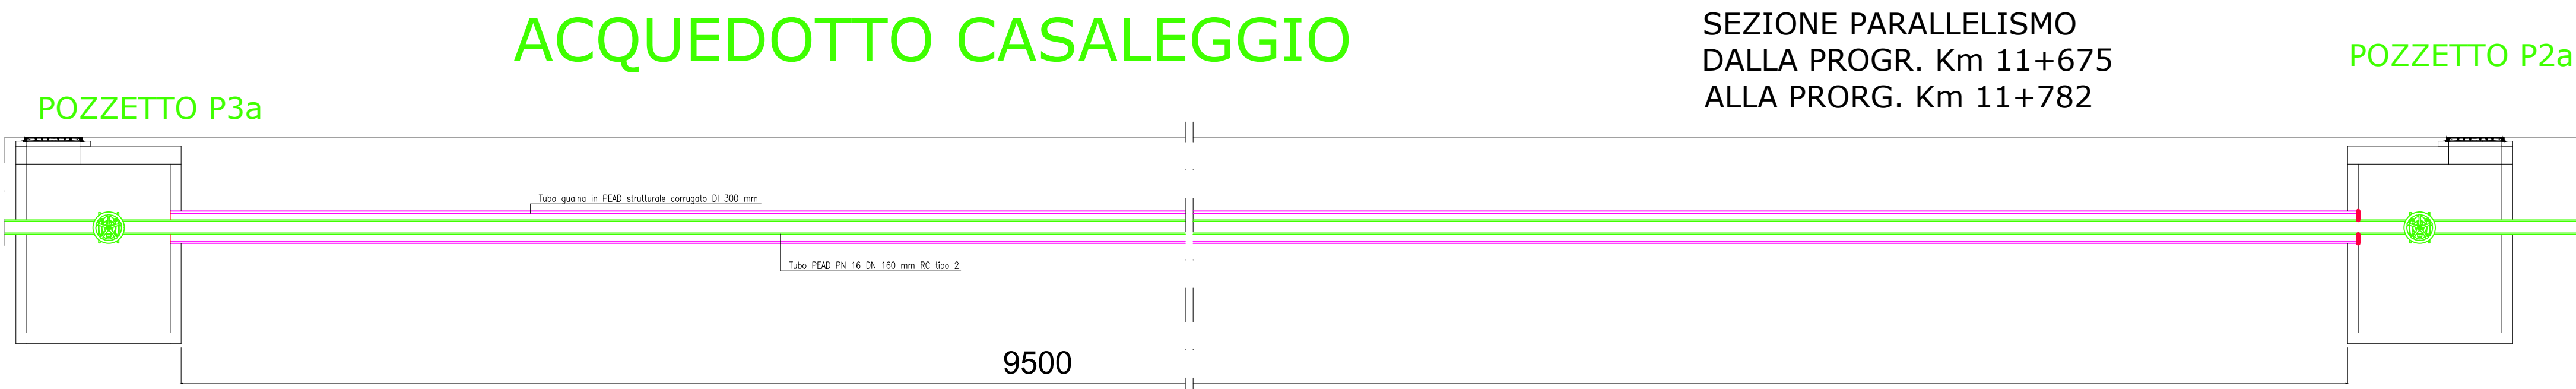 ACQUEDOTTO CASALEGGIO
SEZIONE PARALLELISMO
DALLA PROGR. Km 11+675
ALLA PRORG. Km 11+782
POZZETTO P2a
POZZETTO P3a
Tubo guaina in PEAD strutturale corrugato DI 300 mm
Tubo PEAD PN 16 DN 160 mm RC tipo 2
9500